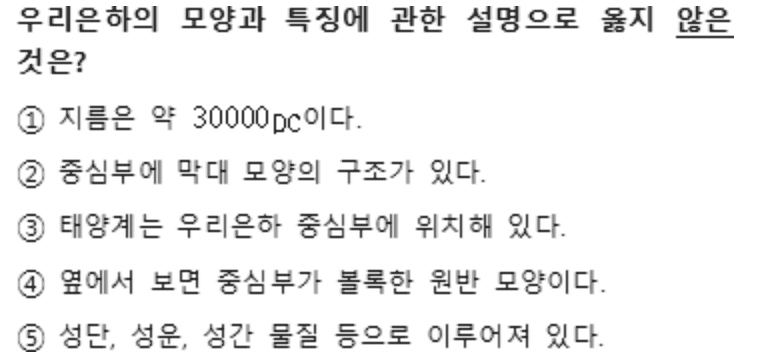 우리은하의 모양과 특징에 관한 설명으로 옳지 않은
것은?
① 지름은 약 30000pc이다.
② 중심부에 막대 모양의 구조가 있다.
③ 태양계는 우리은하 중심부에 위치해 있다.
④ 옆에서 보면 중심부가 볼록한 원반 모양이다.
⑤ 성단, 성운, 성간 물질 등으로 이루어져 있다.